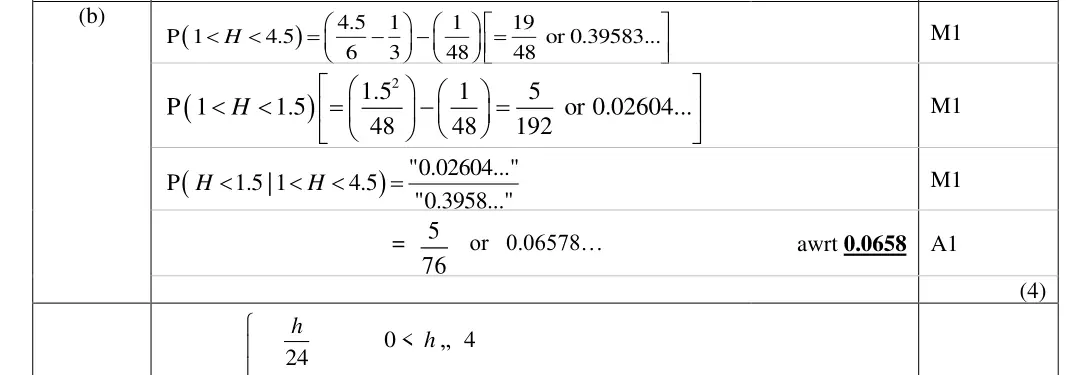 (b) P(1 < H < 4.5) = (4.5/6 − 1/3) − (1/48) [= 19/48 or 0.39583...] M1
P(1 < H < 1.5) [= (1.5²/48) − (1/48) = 5/192 or 0.02604...] M1
P(H < 1.5 | 1 < H < 4.5) = "0.02604..."/"0.3958..." M1
= 5/76 or 0.06578… awrt 0.0658 A1
(4)
{ h/24 0 < h ,, 4